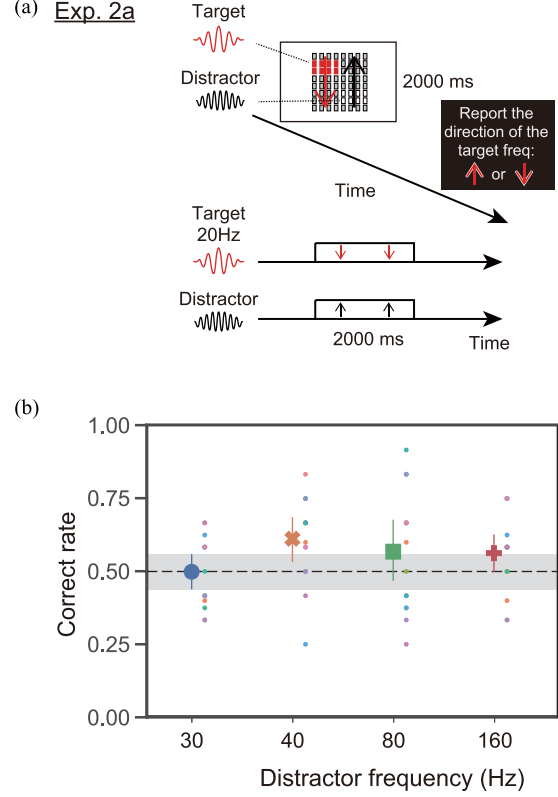 (a) Exp. 2a
Target
Distractor
2000 ms
Report the
direction of the
target freq:
or
Time
Target
20Hz
Distractor
2000 ms
Time
(b)
1.00
0.75
0.50
0.25
0.00
Correct rate
30
40
80
160
Distractor frequency (Hz)